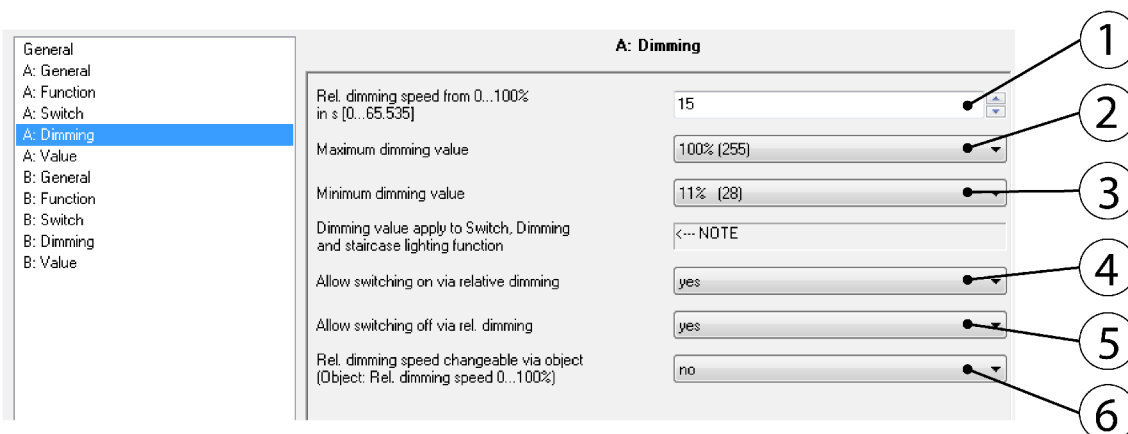 General
A: General
A: Function
A: Switch
A: Dimming
A: Value
B: General
B: Function
B: Switch
B: Dimming
B: Value
A: Dimming
Rel. dimming speed from 0...100%
in s [0...65.535]
15
1
Maximum dimming value
100% (255)
2
Minimum dimming value
11% (28)
3
Dimming value apply to Switch, Dimming
and staircase lighting function
<--- NOTE
Allow switching on via relative dimming
yes
4
Allow switching off via rel. dimming
yes
5
Rel. dimming speed changeable via object
(Object: Rel. dimming speed 0...100%)
no
6